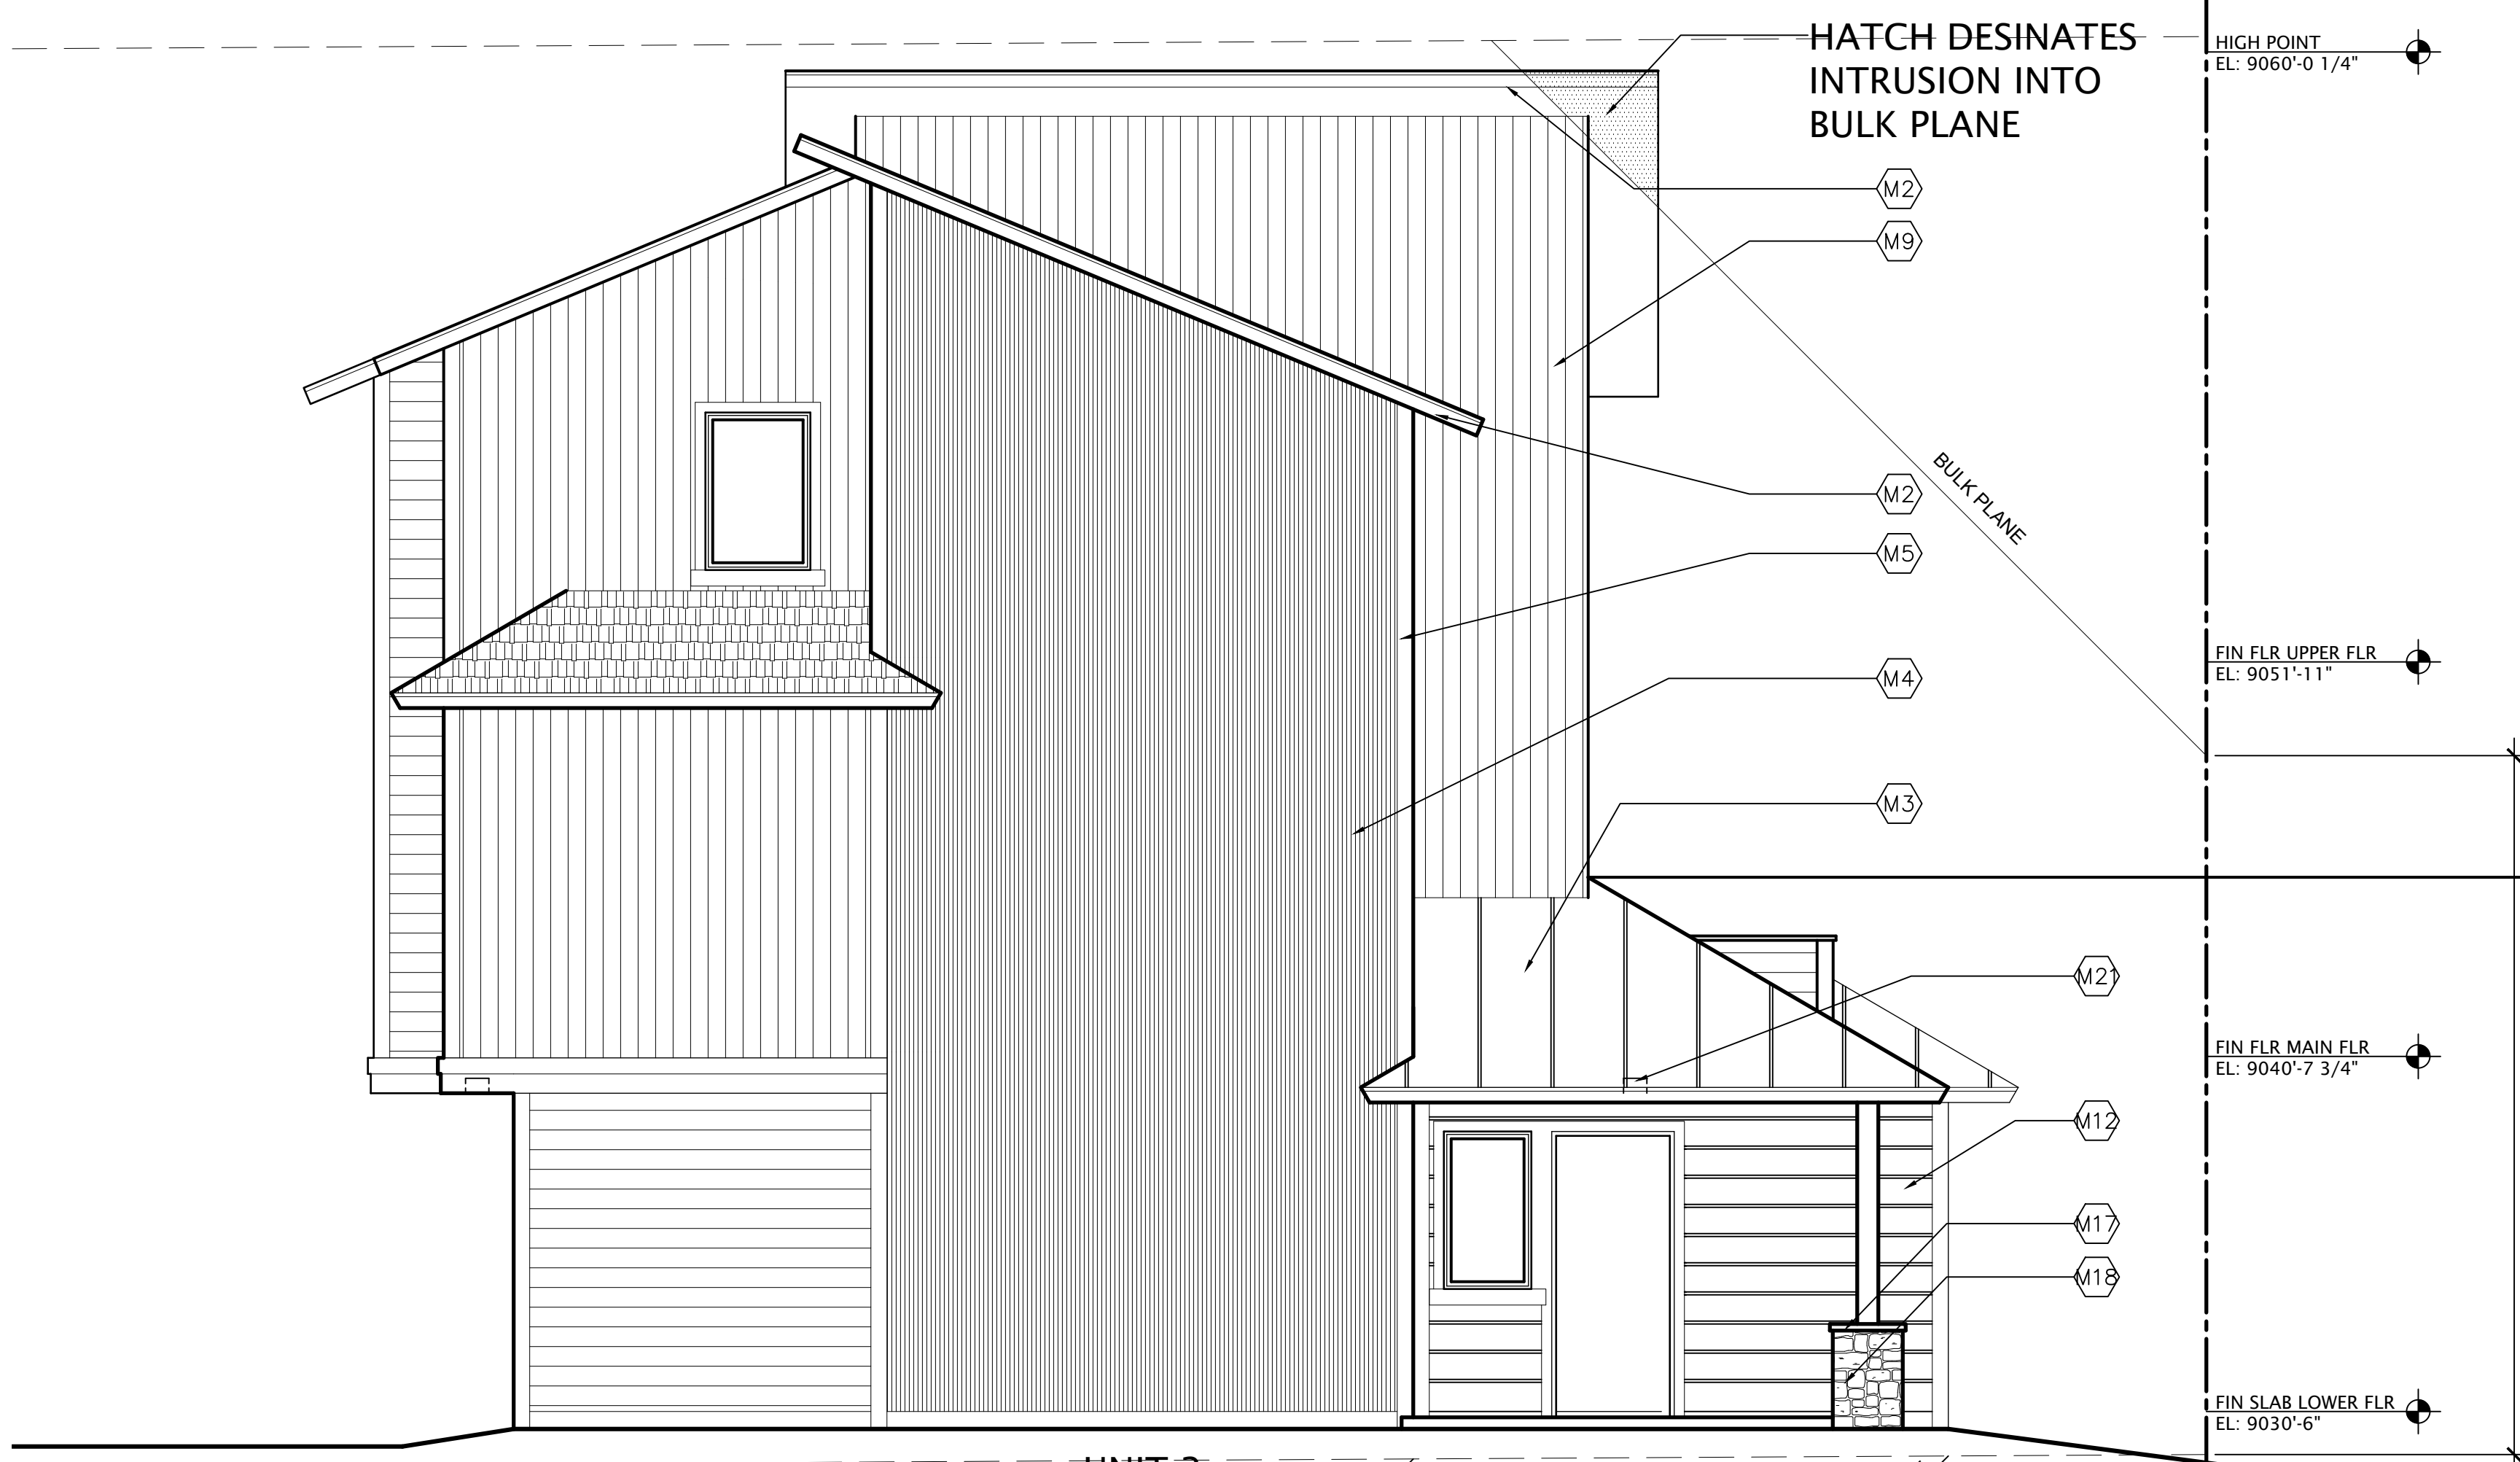 HATCH DESINATES
INTRUSION INTO
BULK PLANE
HIGH POINT
EL: 9060'-0 1/4"
M2
M9
BULK PLANE
M2
M5
FIN FLR UPPER FLR
EL: 9051'-11"
M4
M3
M21
FIN FLR MAIN FLR
EL: 9040'-7 3/4"
M12
M17
M18
FIN SLAB LOWER FLR
EL: 9030'-6"
UNIT